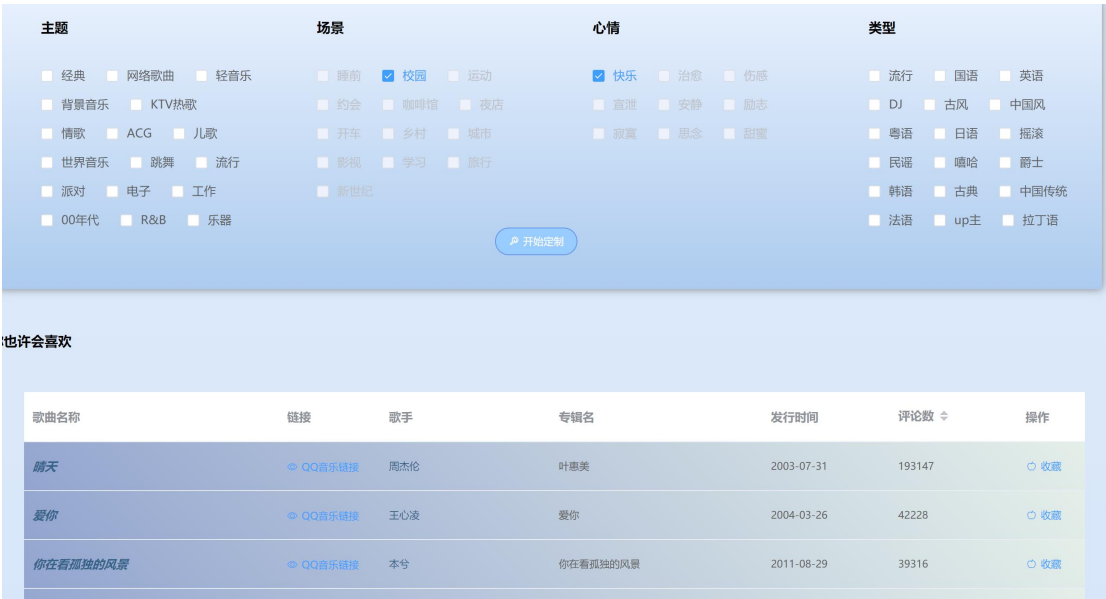 主题 场景 心情 类型
经典 网络歌曲 轻音乐 睡前 校园 运动 快乐 治愈 伤感 流行 国语 英语
背景音乐 KTV热歌 约会 咖啡馆 夜店 宣泄 安静 励志 DJ 古风 中国风
情歌 ACG 儿歌 开车 乡村 城市 寂寞 思念 甜蜜 粤语 日语 摇滚
世界音乐 跳舞 流行 影视 学习 旅行 民谣 嘻哈 爵士
派对 电子 工作 新世纪 韩语 古典 中国传统
00年代 R&B 乐器 法语 up主 拉丁语
开始定制
也许会喜欢
歌曲名称 链接 歌手 专辑名 发行时间 评论数 操作
晴天 QQ音乐链接 周杰伦 叶惠美 2003-07-31 193147 收藏
爱你 QQ音乐链接 王心凌 爱你 2004-03-26 42228 收藏
你在看孤独的风景 QQ音乐链接 本兮 你在看孤独的风景 2011-08-29 39316 收藏